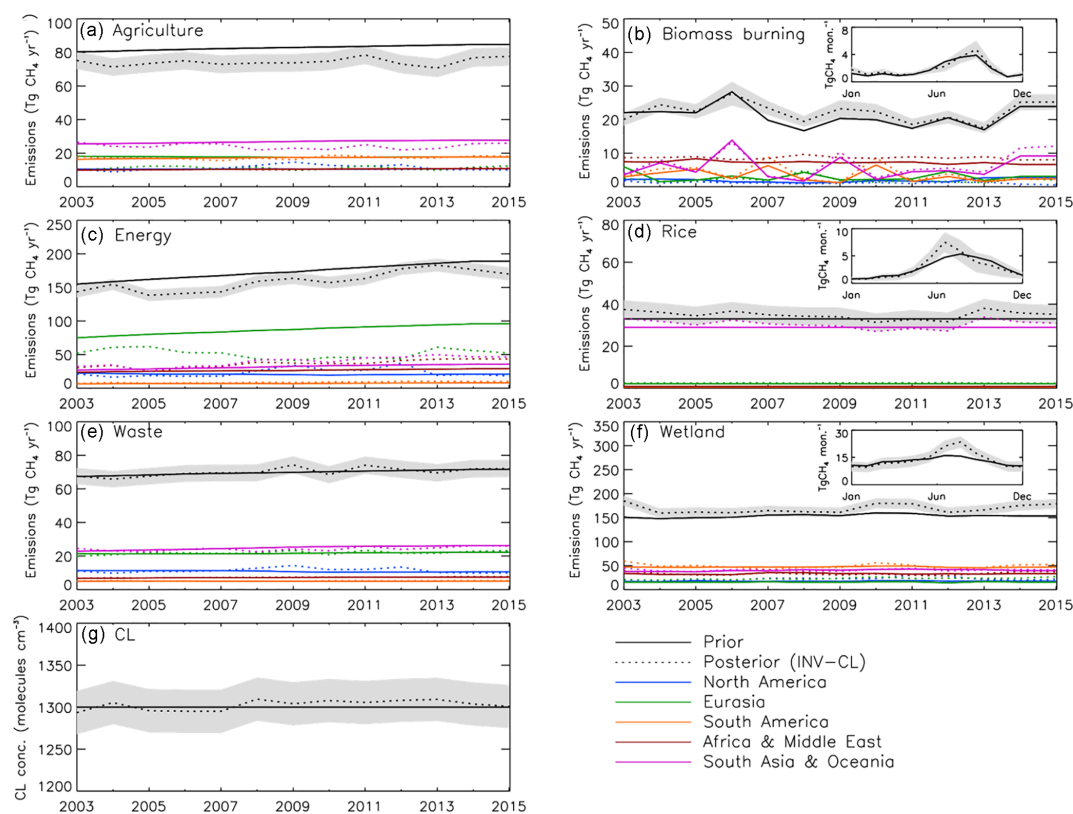 (a) Agriculture
Emissions (Tg CH₄ yr⁻¹)
100
80
60
40
20
0
2003 2005 2007 2009 2011 2013 2015
(b) Biomass burning
Emissions (Tg CH₄ yr⁻¹)
50
40
30
20
10
0
2003 2005 2007 2009 2011 2013 2015
TgCH₄ mon.⁻¹
8
4
0
Jan Jun Dec
(c) Energy
Emissions (Tg CH₄ yr⁻¹)
250
200
150
100
50
0
2003 2005 2007 2009 2011 2013 2015
(d) Rice
Emissions (Tg CH₄ yr⁻¹)
80
60
40
20
0
2003 2005 2007 2009 2011 2013 2015
TgCH₄ mon.⁻¹
10
5
0
Jan Jun Dec
(e) Waste
Emissions (Tg CH₄ yr⁻¹)
100
80
60
40
20
0
2003 2005 2007 2009 2011 2013 2015
(f) Wetland
Emissions (Tg CH₄ yr⁻¹)
350
300
250
200
150
100
50
0
2003 2005 2007 2009 2011 2013 2015
TgCH₄ mon.⁻¹
30
15
0
Jan Jun Dec
(g) CL
CL conc. (molecules cm⁻³)
1400
1350
1300
1250
1200
2003 2005 2007 2009 2011 2013 2015
Prior
Posterior (INV-CL)
North America
Eurasia
South America
Africa & Middle East
South Asia & Oceania